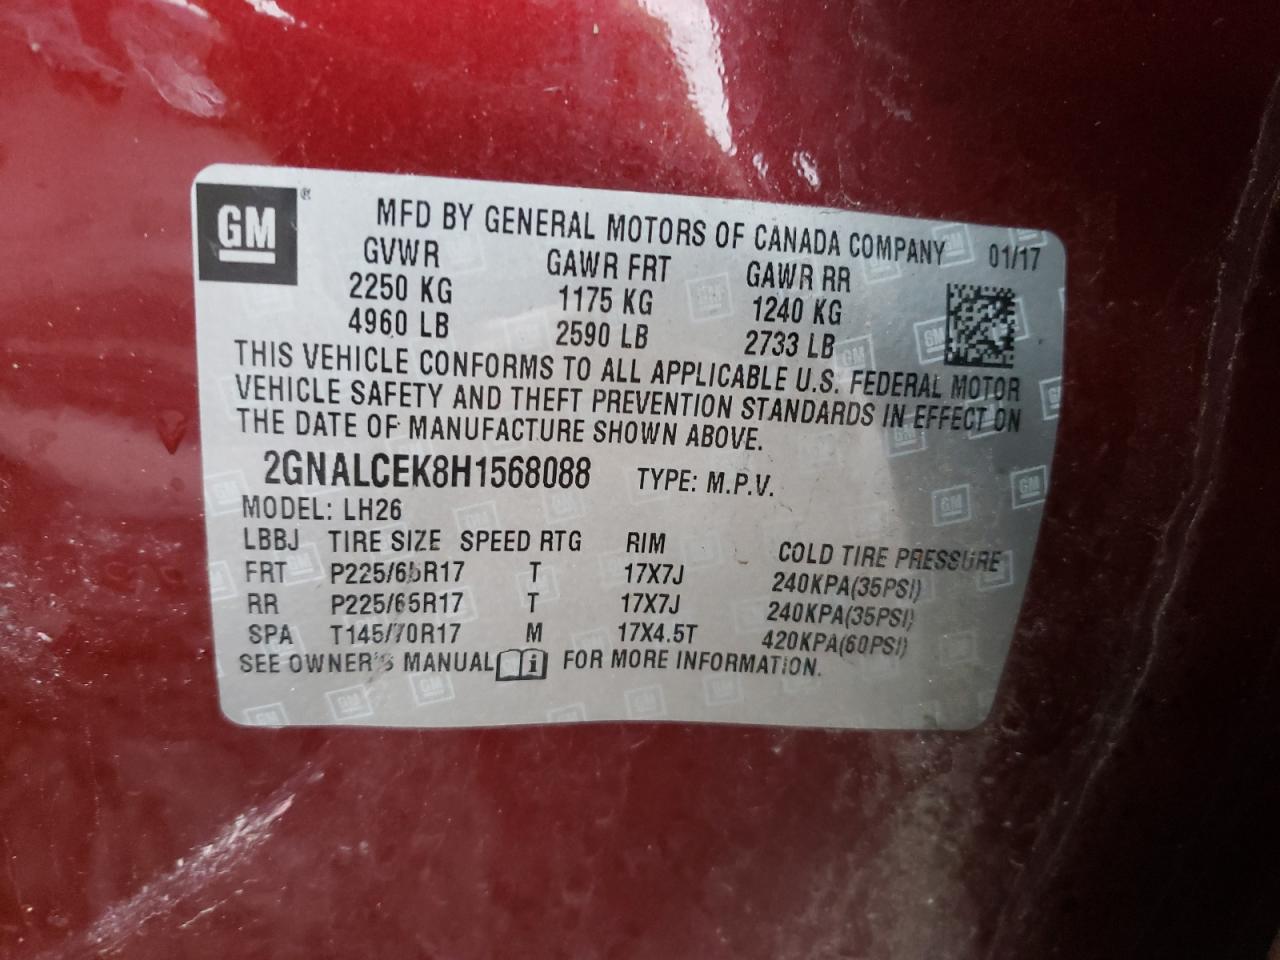 GM ®
MFD BY GENERAL MOTORS OF CANADA COMPANY 01/17
GVWR GAWR FRT GAWR RR
2250 KG 1175 KG 1240 KG
4960 LB 2590 LB 2733 LB
THIS VEHICLE CONFORMS TO ALL APPLICABLE U.S. FEDERAL MOTOR
VEHICLE SAFETY AND THEFT PREVENTION STANDARDS IN EFFECT ON
THE DATE OF MANUFACTURE SHOWN ABOVE.
2GNALCEK8H1568088 TYPE: M.P.V.
MODEL: LH26
LBBJ TIRE SIZE SPEED RTG RIM COLD TIRE PRESSURE
FRT P225/65R17 T 17X7J 240KPA(35PSI)
RR P225/65R17 T 17X7J 240KPA(35PSI)
SPA T145/70R17 M 17X4.5T 420KPA(60PSI)
SEE OWNER'S MANUAL FOR MORE INFORMATION.